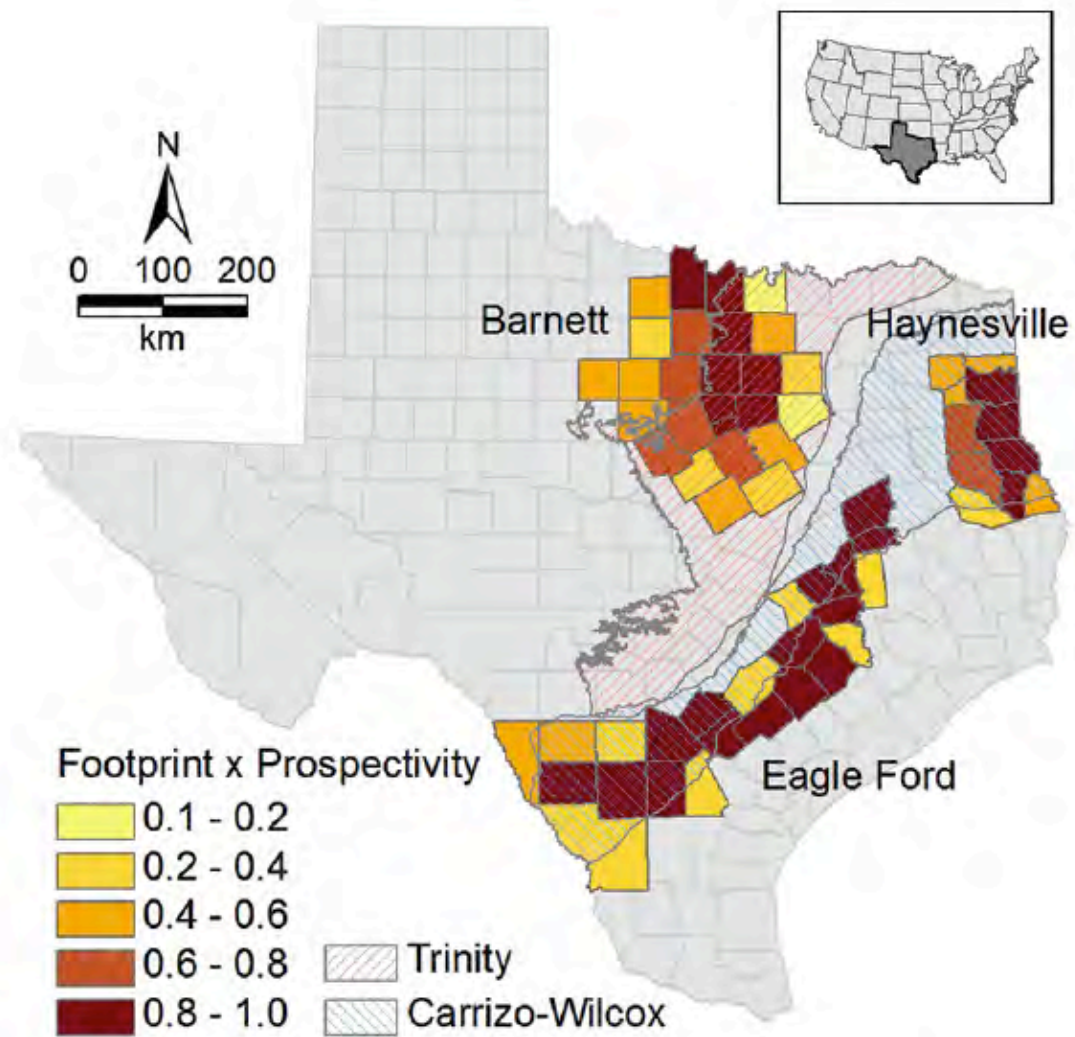 N
0 100 200
km
Barnett
Haynesville
Eagle Ford
Footprint x Prospectivity
0.1 - 0.2
0.2 - 0.4
0.4 - 0.6
0.6 - 0.8
0.8 - 1.0
Trinity
Carrizo-Wilcox